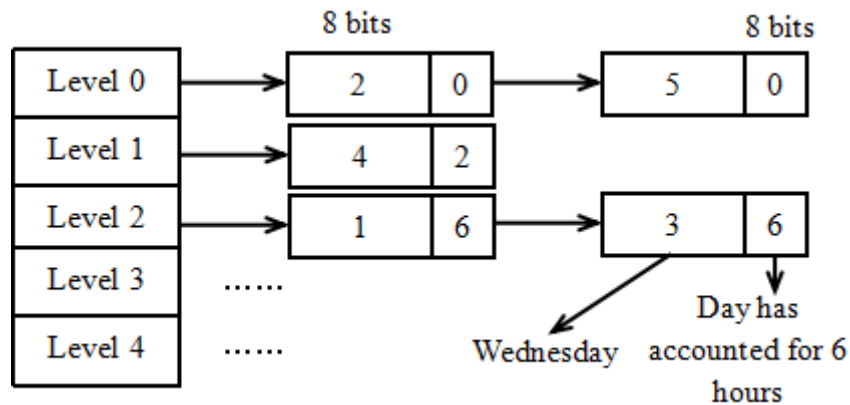 8 bits
8 bits
Level 0
2
0
5
0
Level 1
4
2
Level 2
1
6
3
6
Level 3
......
Level 4
......
Wednesday
Day has
accounted for 6
hours